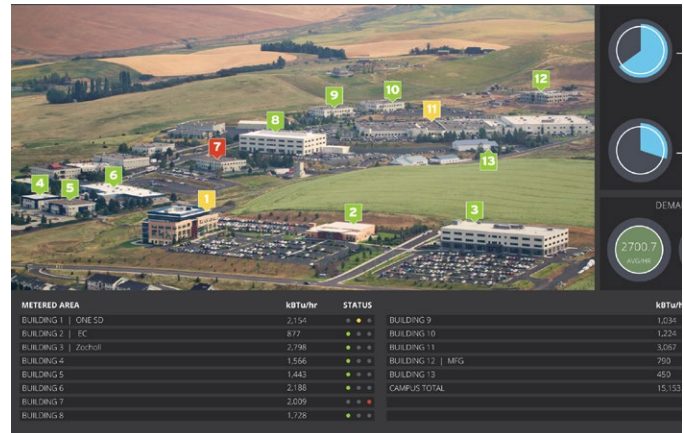 12
10
9
11
8
7
13
6
4
5
1
2
3
DEMA
2700.7
AVG/HR
METERED AREA kBTu/hr STATUS kBTu/h
BUILDING 1 | ONE SD 2,154 BUILDING 9 1,034
BUILDING 2 | EC 877 BUILDING 10 1,224
BUILDING 3 | Zocholl 2,798 BUILDING 11 3,067
BUILDING 4 1,566 BUILDING 12 | MFG 790
BUILDING 5 1,443 BUILDING 13 450
BUILDING 6 2,188 CAMPUS TOTAL 15,153
BUILDING 7 2,009
BUILDING 8 1,728